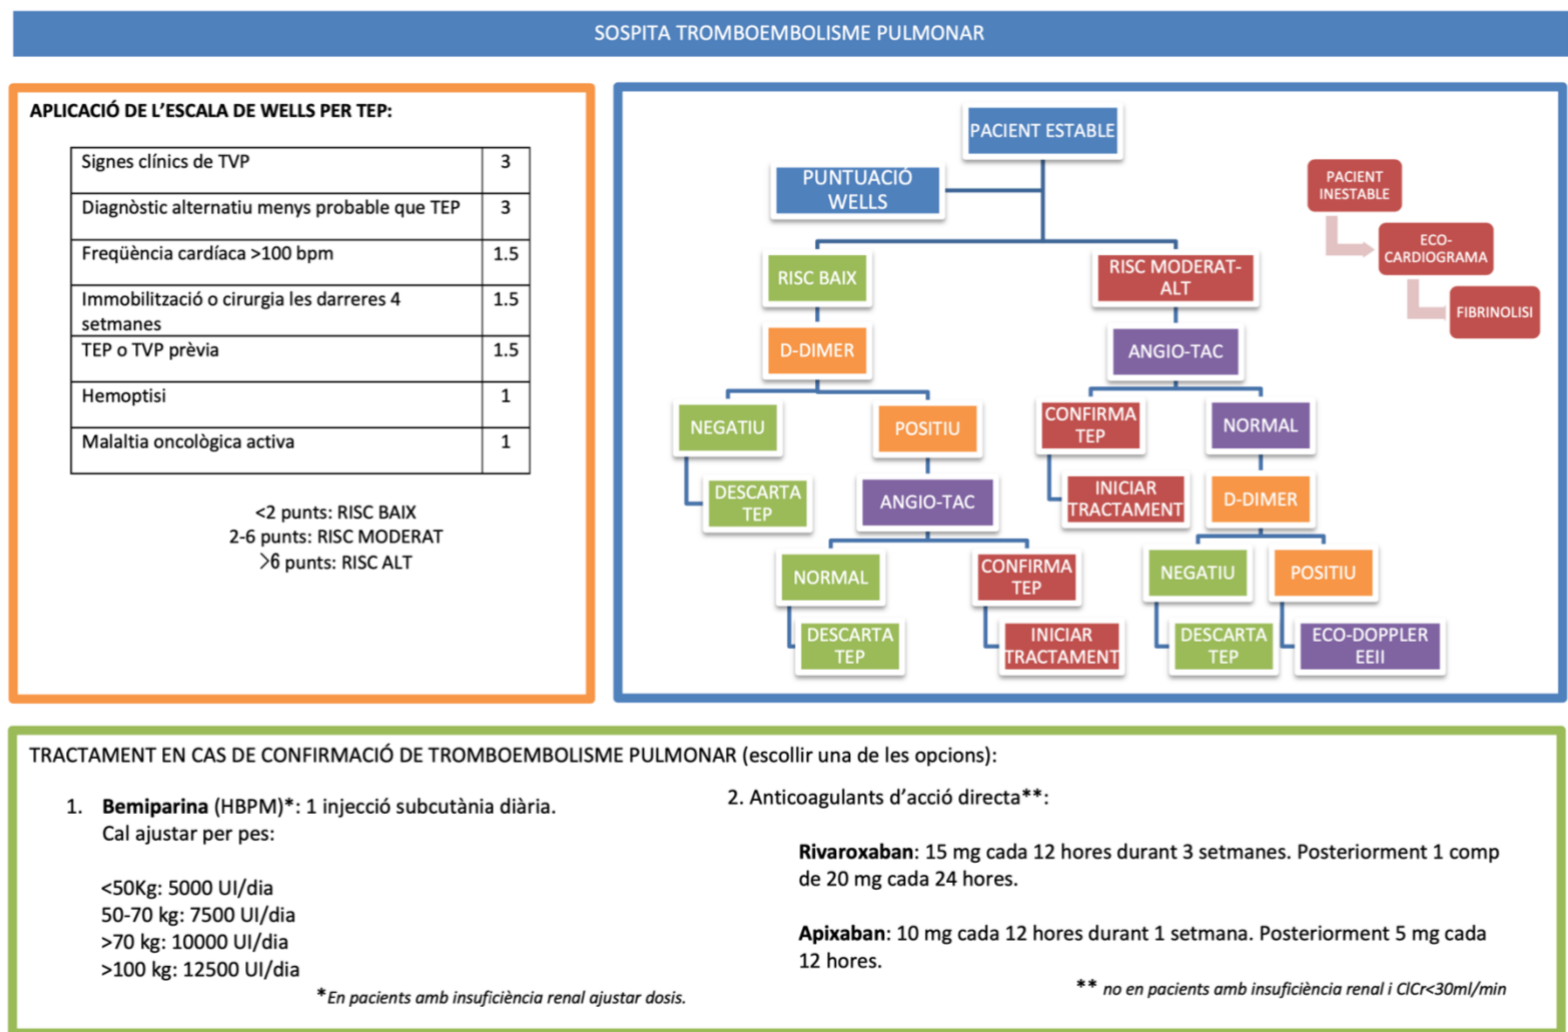 SOSPITA TROMBOEMBOLISME PULMONAR
APLICACIÓ DE L'ESCALA DE WELLS PER TEP:
Signes clínics de TVP 3
Diagnòstic alternatiu menys probable que TEP 3
Freqüència cardíaca >100 bpm 1.5
Immobilització o cirurgia les darreres 4 1.5
setmanes
TEP o TVP prèvia 1.5
Hemoptisi 1
Malaltia oncològica activa 1
<2 punts: RISC BAIX
2-6 punts: RISC MODERAT
>6 punts: RISC ALT
PACIENT ESTABLE
PUNTUACIÓ
WELLS
RISC BAIX
RISC MODERAT-
ALT
D-DIMER
ANGIO-TAC
NEGATIU
POSITIU
CONFIRMA
TEP
NORMAL
DESCARTA
TEP
ANGIO-TAC
INICIAR
TRACTAMENT
D-DIMER
NORMAL
CONFIRMA
TEP
NEGATIU
POSITIU
DESCARTA
TEP
INICIAR
TRACTAMENT
DESCARTA
TEP
ECO-DOPPLER
EEII
PACIENT
INESTABLE
ECO-
CARDIOGRAMA
FIBRINOLISI
TRACTAMENT EN CAS DE CONFIRMACIÓ DE TROMBOEMBOLISME PULMONAR (escollir una de les opcions):
1. Bemiparina (HBPM)*: 1 injecció subcutània diària.
Cal ajustar per pes:
<50Kg: 5000 UI/dia
50-70 kg: 7500 UI/dia
>70 kg: 10000 UI/dia
>100 kg: 12500 UI/dia
*En pacients amb insuficiència renal ajustar dosis.
2. Anticoagulants d'acció directa**:
Rivaroxaban: 15 mg cada 12 hores durant 3 setmanes. Posteriorment 1 comp
de 20 mg cada 24 hores.
Apixaban: 10 mg cada 12 hores durant 1 setmana. Posteriorment 5 mg cada
12 hores.
** no en pacients amb insuficiència renal i ClCr<30ml/min